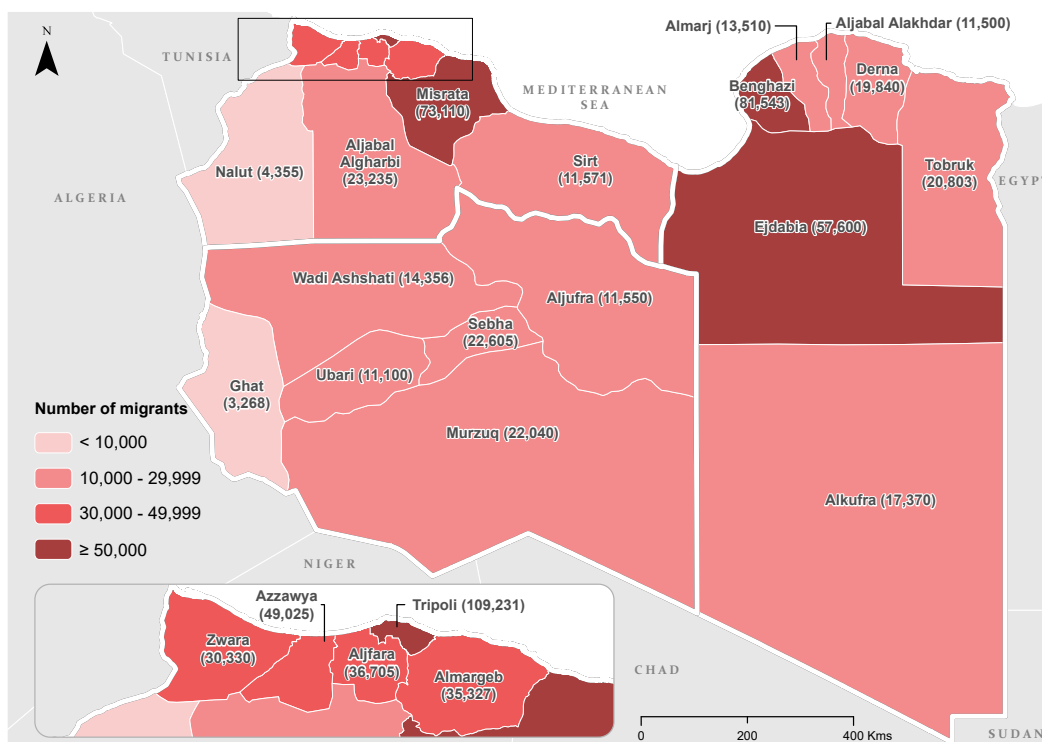 N
TUNISIA
ALGERIA
MEDITERRANEAN
SEA
EGYPT
NIGER
CHAD
SUDAN
Almarj (13,510)
Aljabal Alakhdar (11,500)
Derna
(19,840)
Benghazi
(81,543)
Misrata
(73,110)
Aljabal
Algharbi
(23,235)
Nalut (4,355)
Sirt
(11,571)
Tobruk
(20,803)
Ejdabia (57,600)
Wadi Ashshati (14,356)
Aljufra (11,550)
Sebha
(22,605)
Ubari (11,100)
Ghat
(3,268)
Murzuq (22,040)
Alkufra (17,370)
Number of migrants
< 10,000
10,000 - 29,999
30,000 - 49,999
≥ 50,000
Azzawya
(49,025)
Tripoli (109,231)
Zwara
(30,330)
Aljfara
(36,705)
Almargeb
(35,327)
0
200
400 Kms